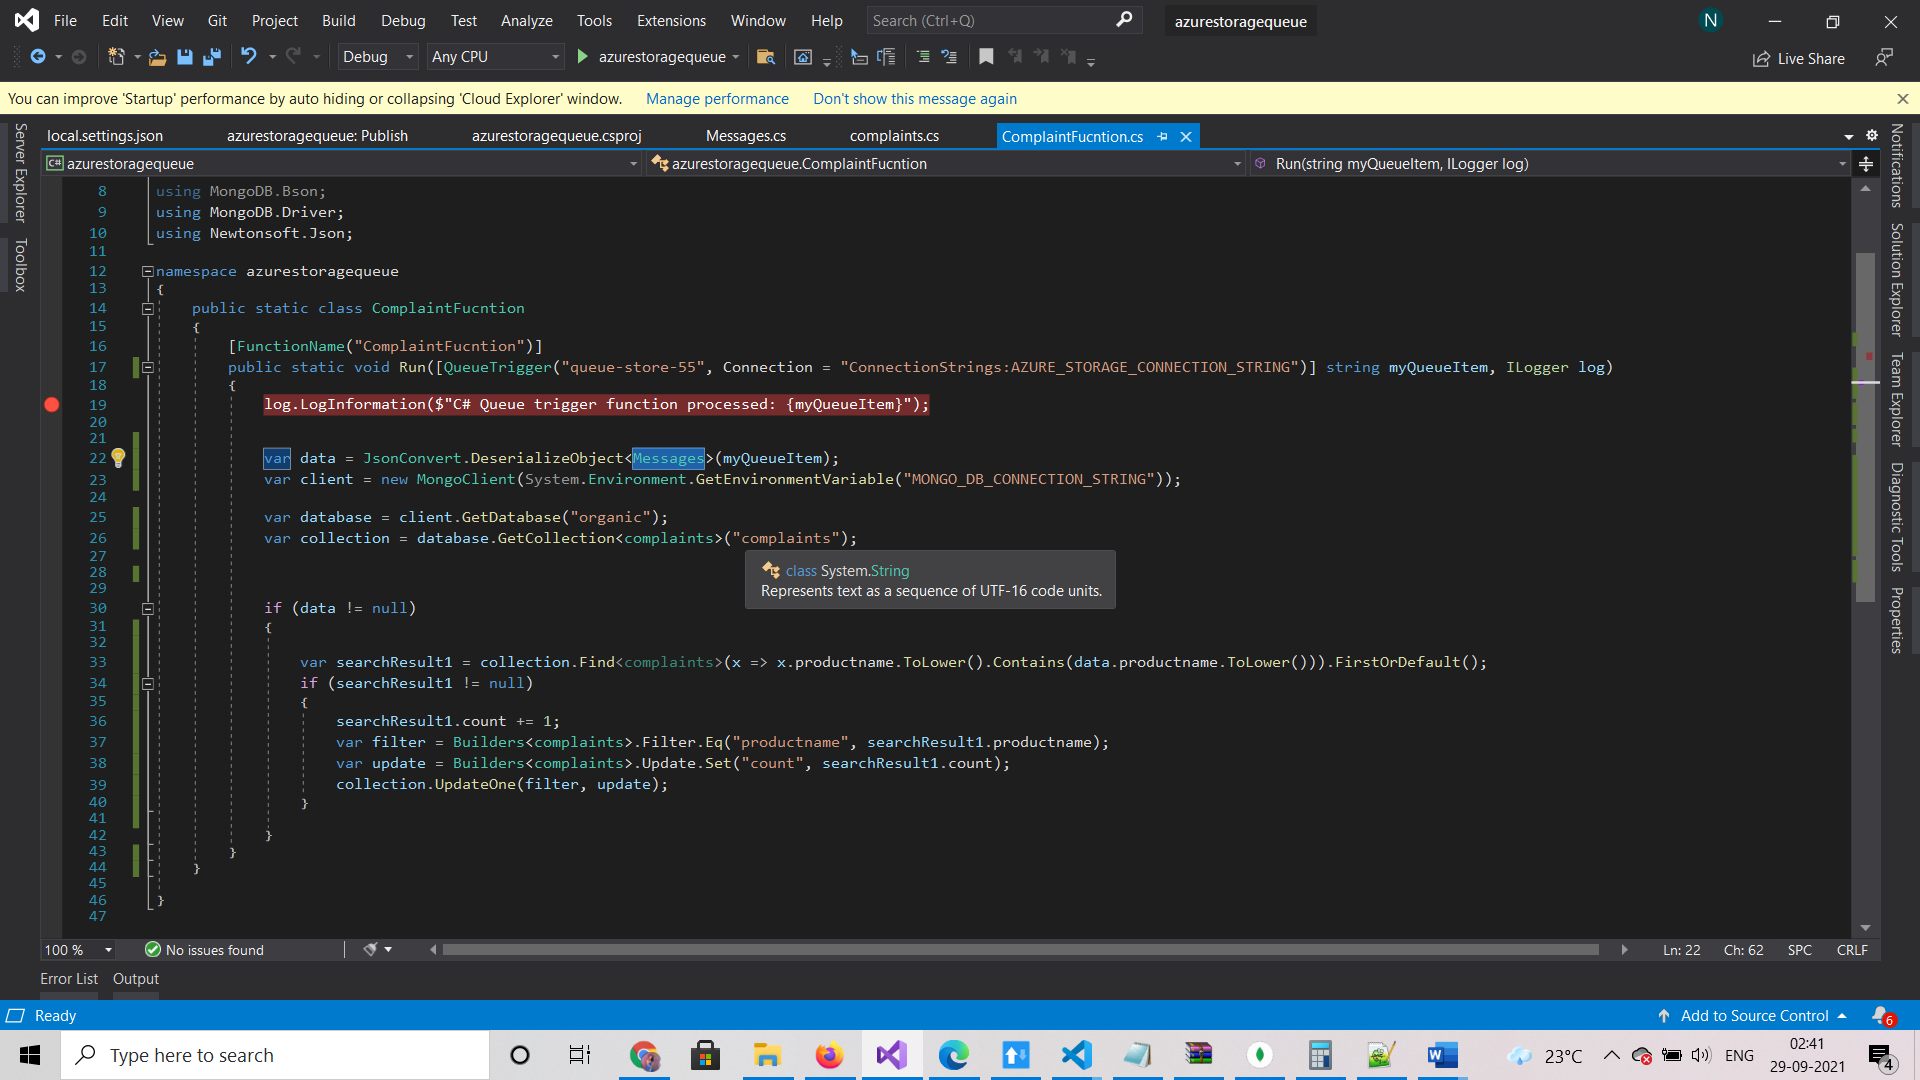 File Edit View Git Project Build Debug Test Analyze Tools Extensions Window Help Search (Ctrl+Q) azurestoragequeue N
Debug Any CPU azurestoragequeue Live Share
You can improve 'Startup' performance by auto hiding or collapsing 'Cloud Explorer' window. Manage performance Don't show this message again
local.settings.json azurestoragequeue: Publish azurestoragequeue.csproj Messages.cs complaints.cs ComplaintFucntion.cs
C# azurestoragequeue azurestoragequeue.ComplaintFucntion Run(string myQueueItem, ILogger log)
Server Explorer
Toolbox
8 using MongoDB.Bson;
9 using MongoDB.Driver;
10 using Newtonsoft.Json;
11
12 namespace azurestoragequeue
13 {
14 public static class ComplaintFucntion
15 {
16 [FunctionName("ComplaintFucntion")]
17 public static void Run([QueueTrigger("queue-store-55", Connection = "ConnectionStrings:AZURE_STORAGE_CONNECTION_STRING")] string myQueueItem, ILogger log)
18 {
19 log.LogInformation($"C# Queue trigger function processed: {myQueueItem}");
20
21
22 var data = JsonConvert.DeserializeObject<Messages>(myQueueItem);
23 var client = new MongoClient(System.Environment.GetEnvironmentVariable("MONGO_DB_CONNECTION_STRING"));
24
25 var database = client.GetDatabase("organic");
26 var collection = database.GetCollection<complaints>("complaints");
27
28
29
class System.String
Represents text as a sequence of UTF-16 code units.
30 if (data != null)
31 {
32
33 var searchResult1 = collection.Find<complaints>(x => x.productname.ToLower().Contains(data.productname.ToLower())).FirstOrDefault();
34 if (searchResult1 != null)
35 {
36 searchResult1.count += 1;
37 var filter = Builders<complaints>.Filter.Eq("productname", searchResult1.productname);
38 var update = Builders<complaints>.Update.Set("count", searchResult1.count);
39 collection.UpdateOne(filter, update);
40 }
41
42 }
43 }
44 }
45
46 }
47
Notifications
Solution Explorer
Team Explorer
Diagnostic Tools
Properties
100 % No issues found Ln: 22 Ch: 62 SPC CRLF
Error List Output
Ready Add to Source Control 6
Type here to search 23°C ENG 02:41
29-09-2021 4